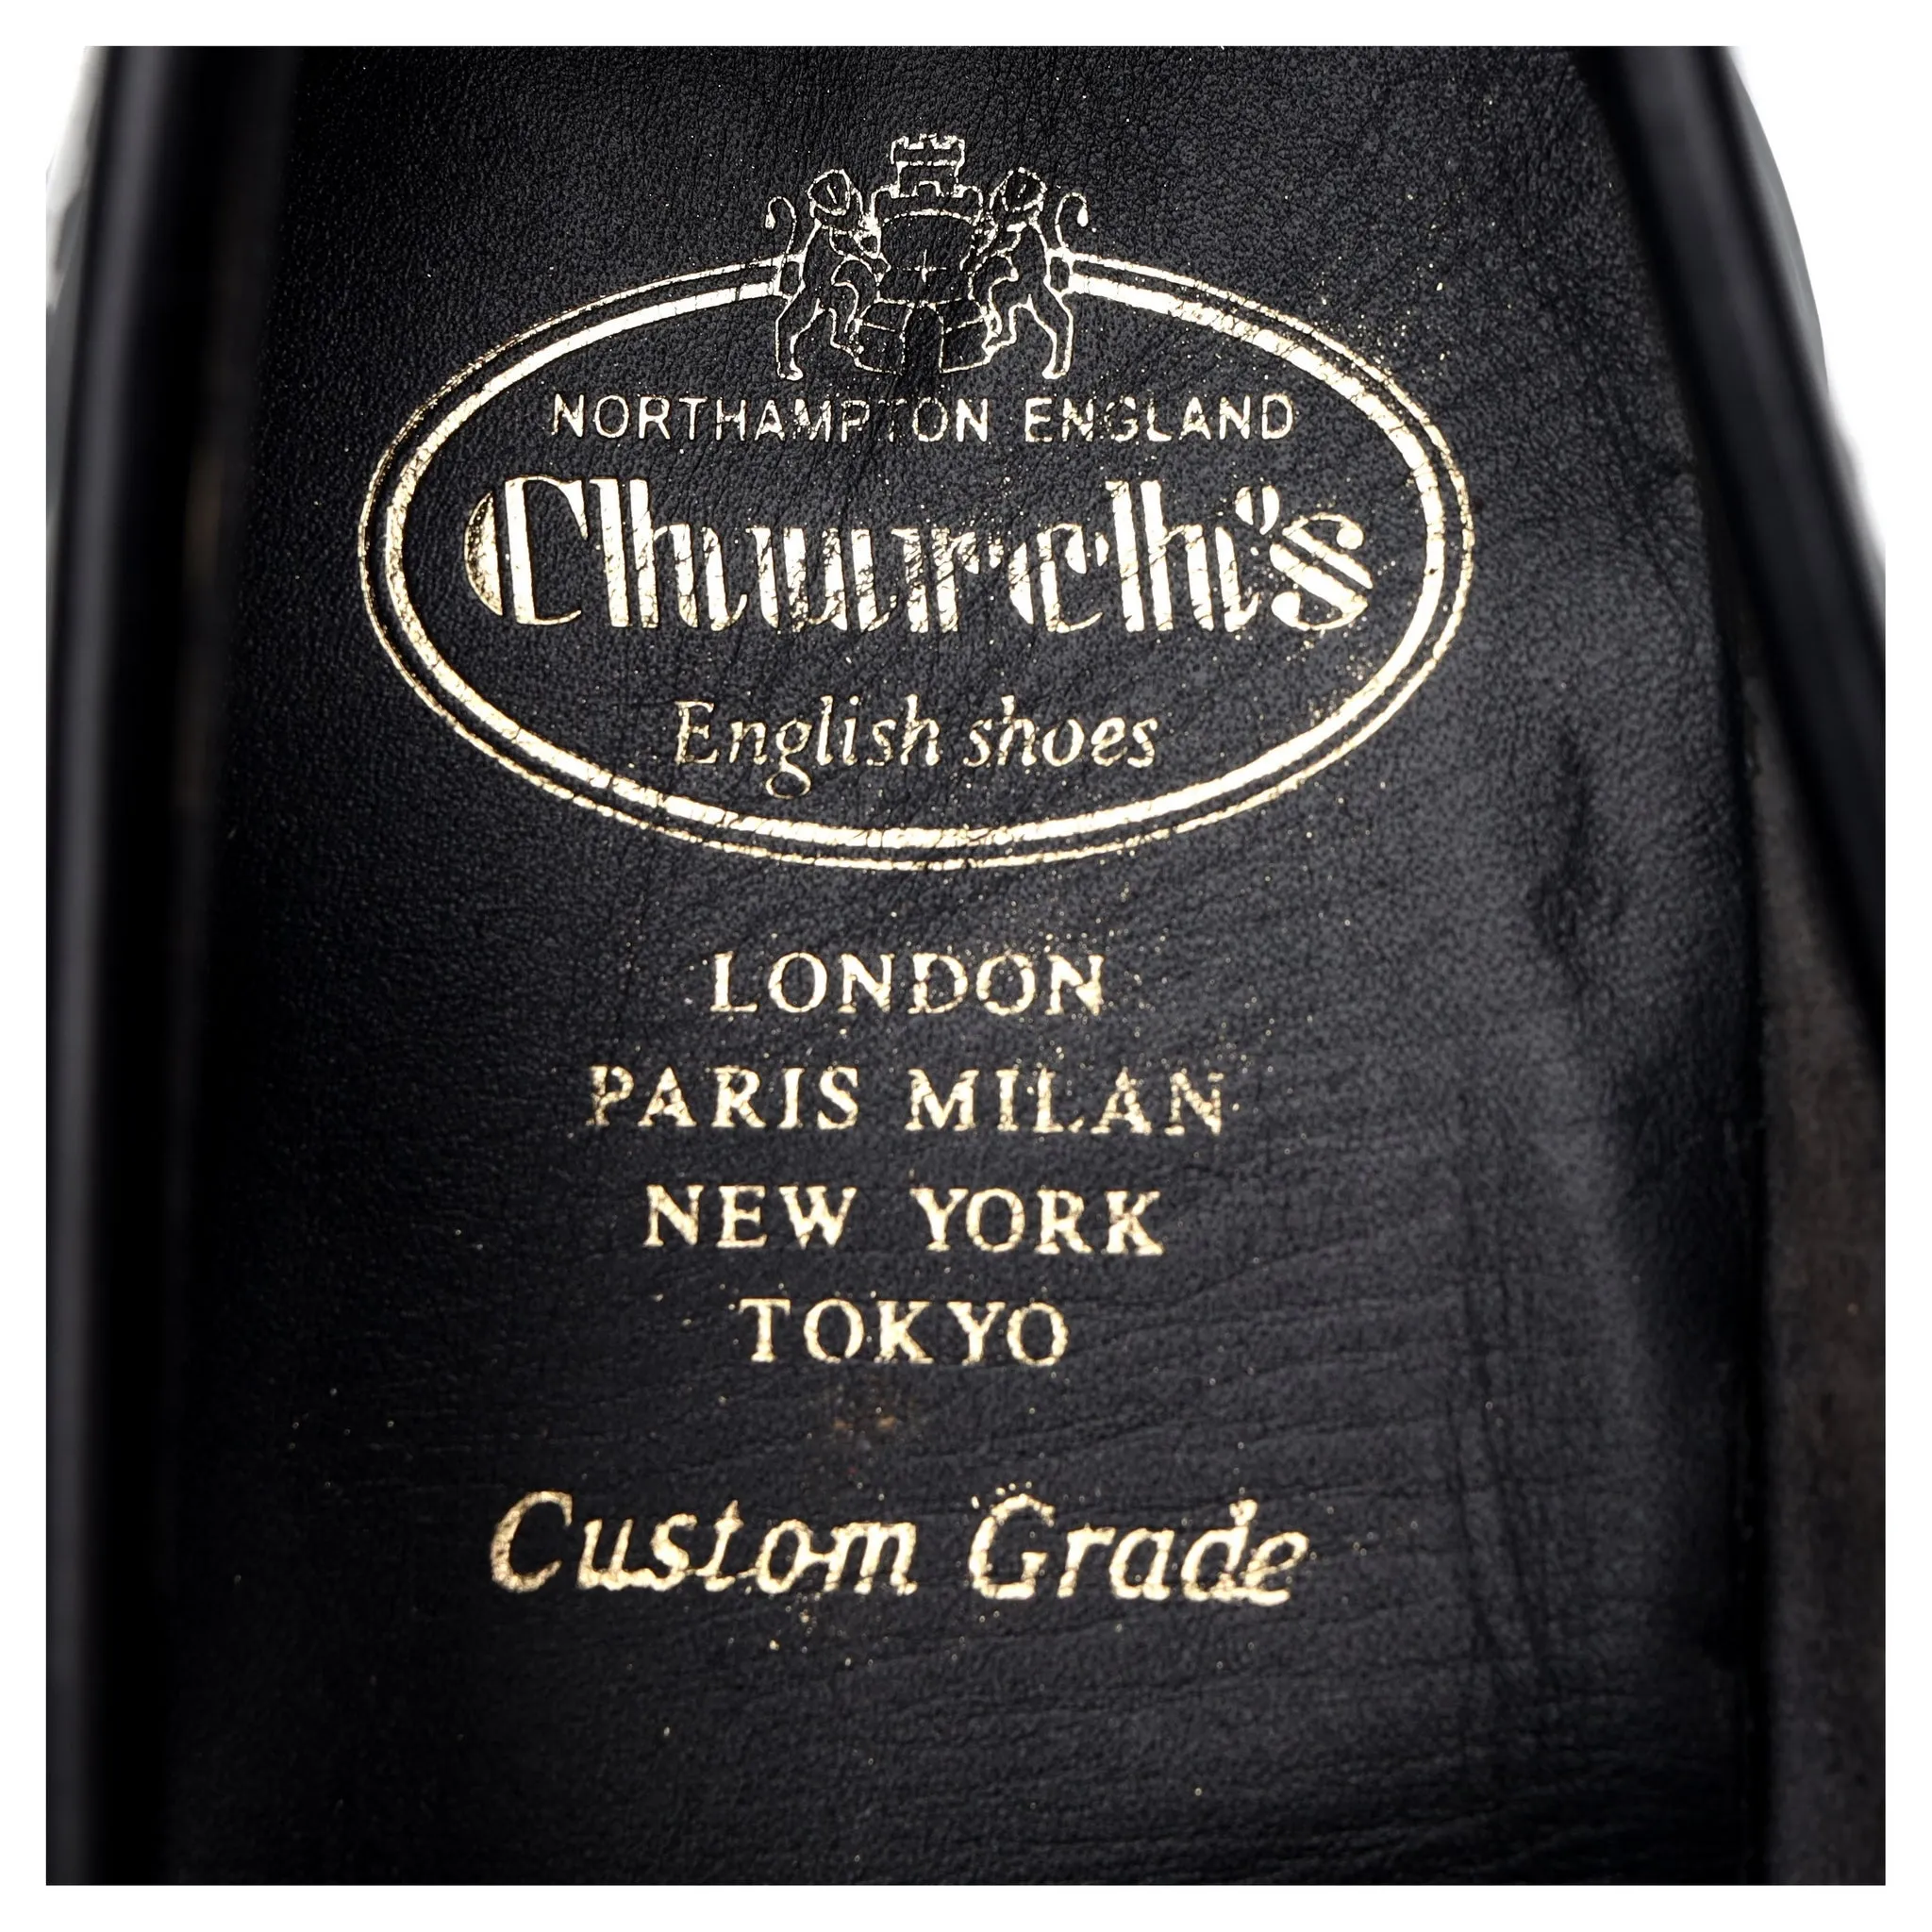 NORTHAMPTON ENGLAND
Church's
English shoes
LONDON
PARIS MILAN
NEW YORK
TOKYO
Custom Grade